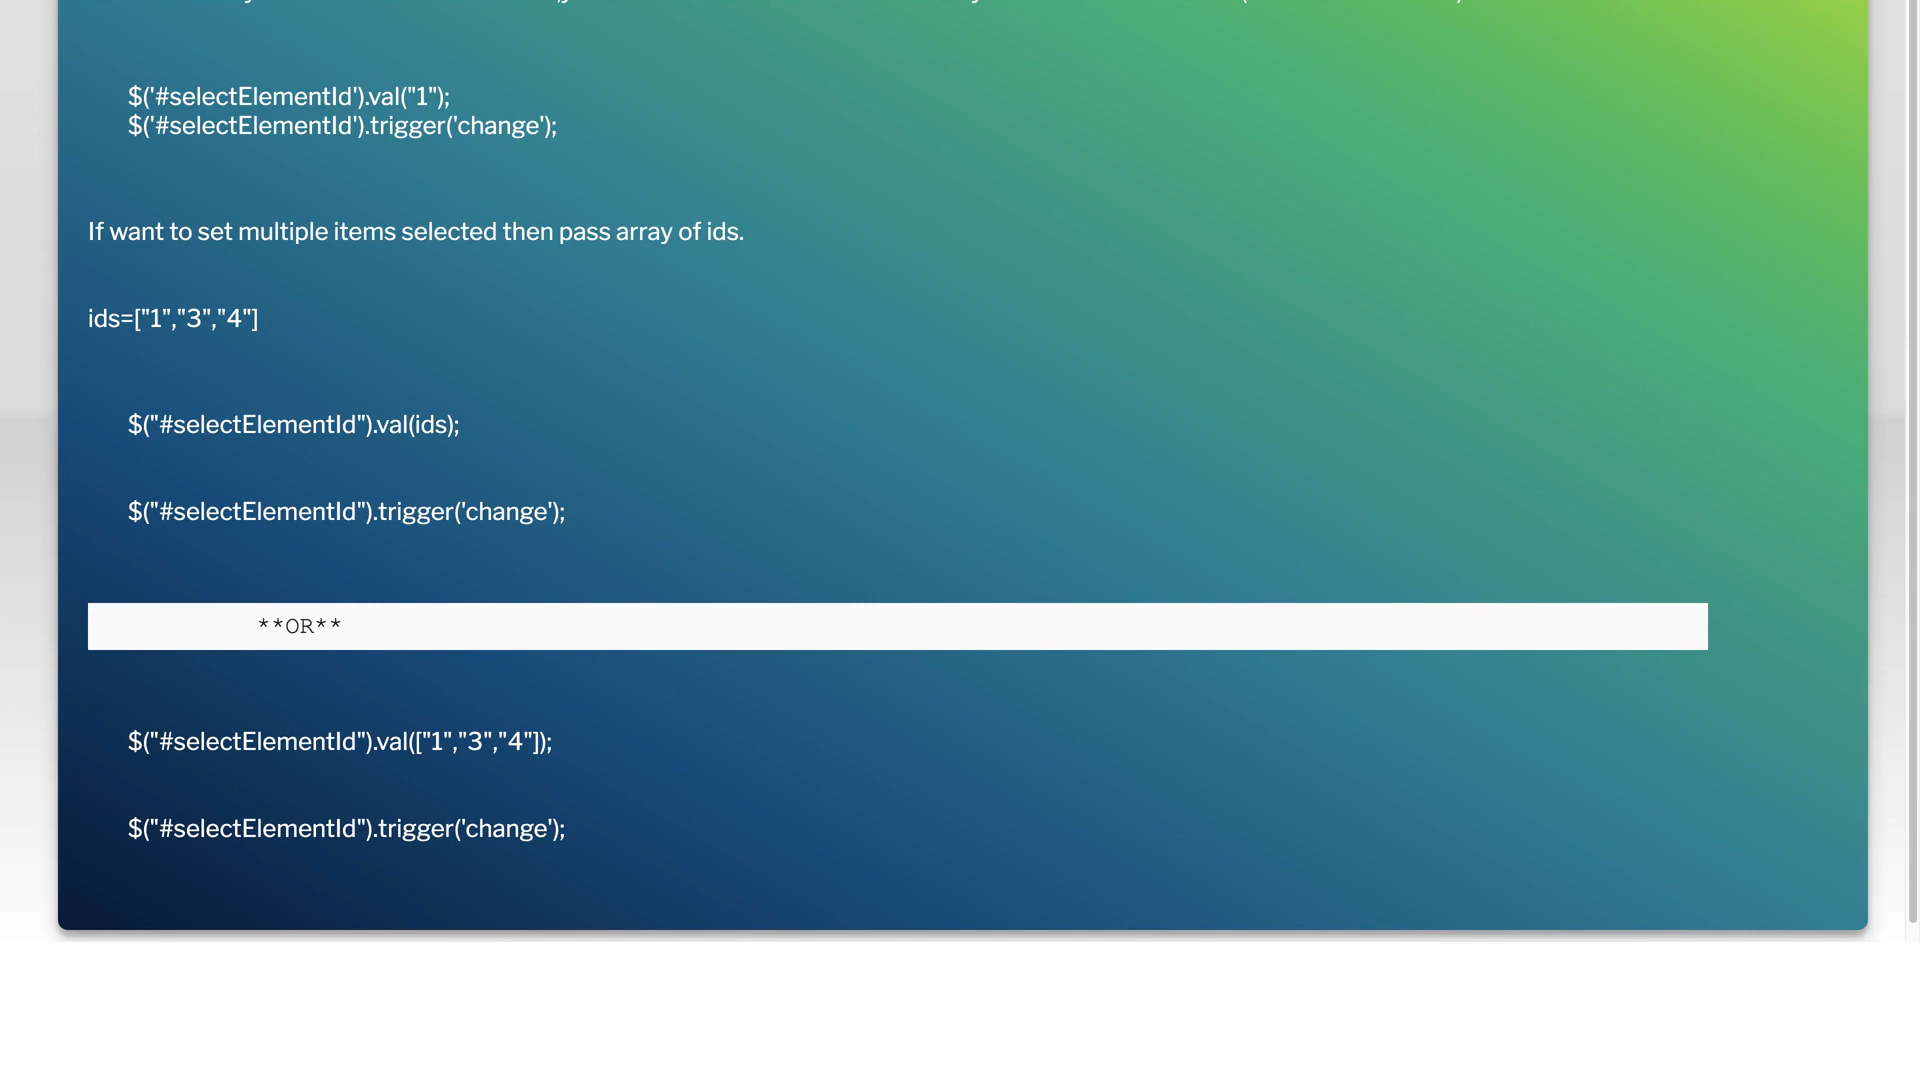 $('#selectElementId').val("1");
$('#selectElementId').trigger('change');
If want to set multiple items selected then pass array of ids.
ids=["1","3","4"]
$("#selectElementId").val(ids);
$("#selectElementId").trigger('change');
**OR**
$("#selectElementId").val(["1","3","4"]);
$("#selectElementId").trigger('change');